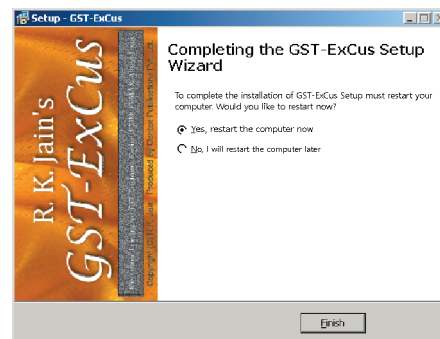 Setup - GST-ExCus
R. K. Jain's
GST-ExCus
Completing the GST-ExCus Setup
Wizard
To complete the installation of GST-ExCus Setup must restart your
computer. Would you like to restart now?
Yes, restart the computer now
No, I will restart the computer later
Finish